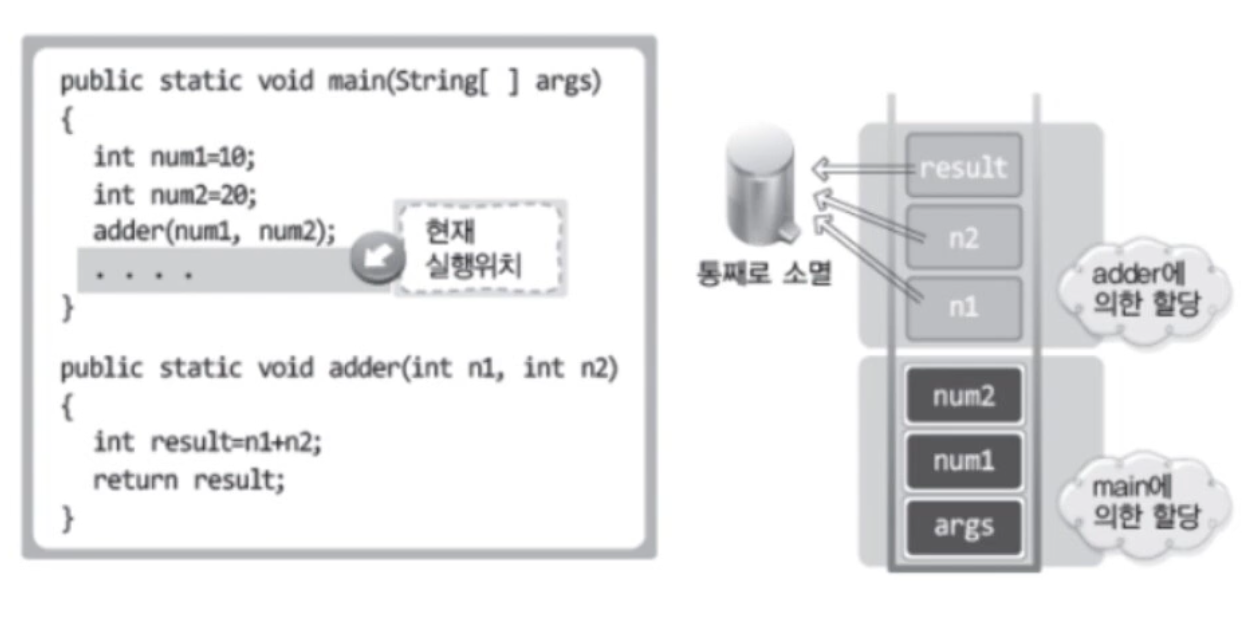 public static void main(String[ ] args)
{
int num1=10;
int num2=20;
adder(num1, num2);
. . . .
}
현재
실행위치
public static void adder(int n1, int n2)
{
int result=n1+n2;
return result;
}
통째로 소멸
result
n2
n1
adder에
의한 할당
num2
num1
args
main에
의한 할당